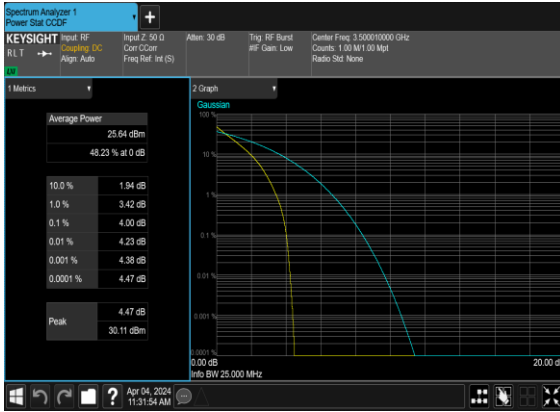 Spectrum Analyzer 1
Power Stat CCDF
KEYSIGHT
RLT
Input: RF
Coupling: DC
Align: Auto
Input Z: 50 Ω
Corr CCorr
Freq Ref: Int (S)
Atten: 30 dB
Trig: RF Burst
#IF Gain: Low
Center Freq: 3.500010000 GHz
Counts: 1.00 M/1.00 Mpt
Radio Std: None
1 Metrics
Average Power
25.64 dBm
48.23 % at 0 dB
10.0 % 1.94 dB
1.0 % 3.42 dB
0.1 % 4.00 dB
0.01 % 4.23 dB
0.001 % 4.38 dB
0.0001 % 4.47 dB
Peak
4.47 dB
30.11 dBm
2 Graph
Gaussian
100 %
10 %
1 %
0.1 %
0.01 %
0.001 %
0.0001 %
0.00 dB
20.00 d
Info BW 25.000 MHz
?
Apr 04, 2024
11:31:54 AM